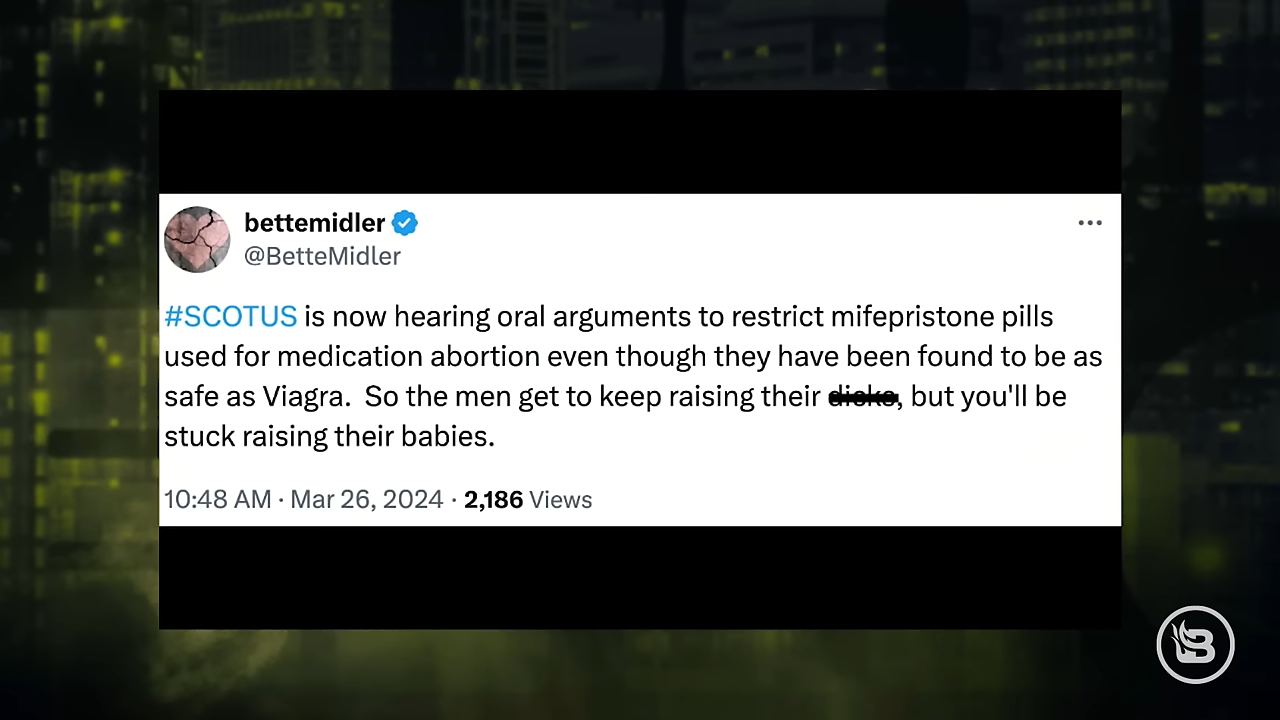 bettemidler
@BetteMidler
#SCOTUS is now hearing oral arguments to restrict mifepristone pills
used for medication abortion even though they have been found to be as
safe as Viagra.  So the men get to keep raising their dicks, but you'll be
stuck raising their babies.
10:48 AM · Mar 26, 2024 · 2,186 Views
B